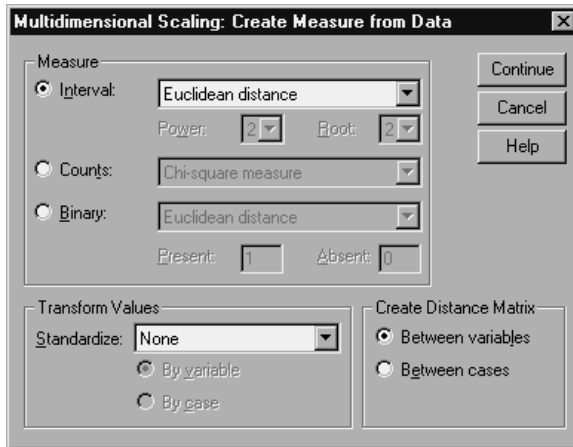 Multidimensional Scaling: Create Measure from Data
Measure
Interval: Euclidean distance
Power: 2 Root: 2
Counts: Chi-square measure
Binary: Euclidean distance
Present: 1 Absent: 0
Continue
Cancel
Help
Transform Values
Standardize: None
By variable
By case
Create Distance Matrix
Between variables
Between cases